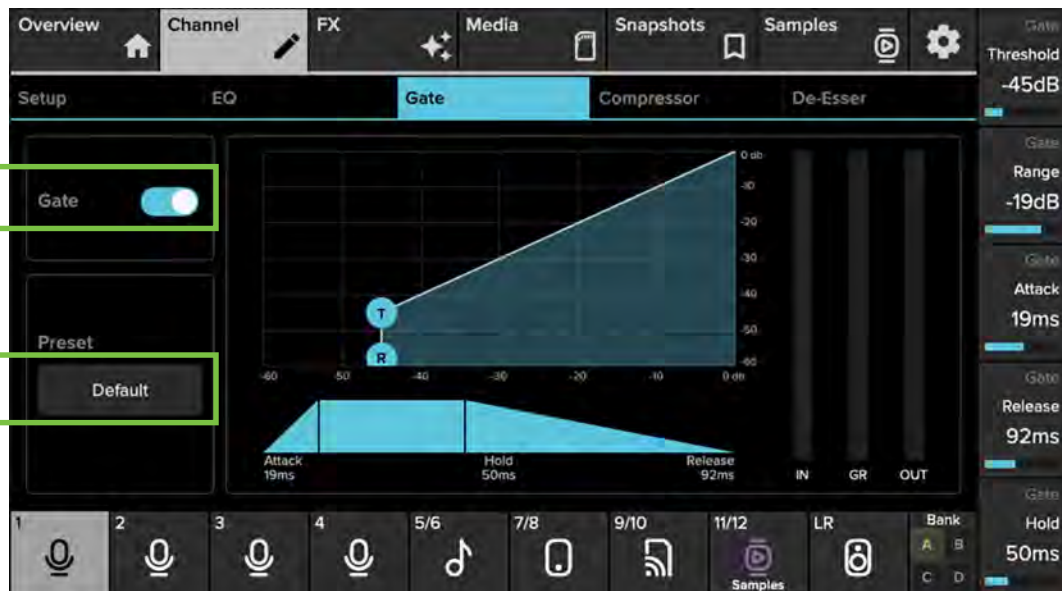 Overview
Channel
FX
Media
Snapshots
Samples
Setup
EQ
Gate
Compressor
De-Esser
Gate
Preset
Default
0 db
-10
-20
-30
-40
-50
-60
T
R
-60
-50
-40
-30
-20
-10
0 db
Attack
19ms
Hold
50ms
Release
92ms
IN
GR
OUT
Gate
Threshold
-45dB
Gate
Range
-19dB
Gate
Attack
19ms
Gate
Release
92ms
Gate
Hold
50ms
1
2
3
4
5/6
7/8
9/10
11/12
Samples
LR
Bank
A B
C D